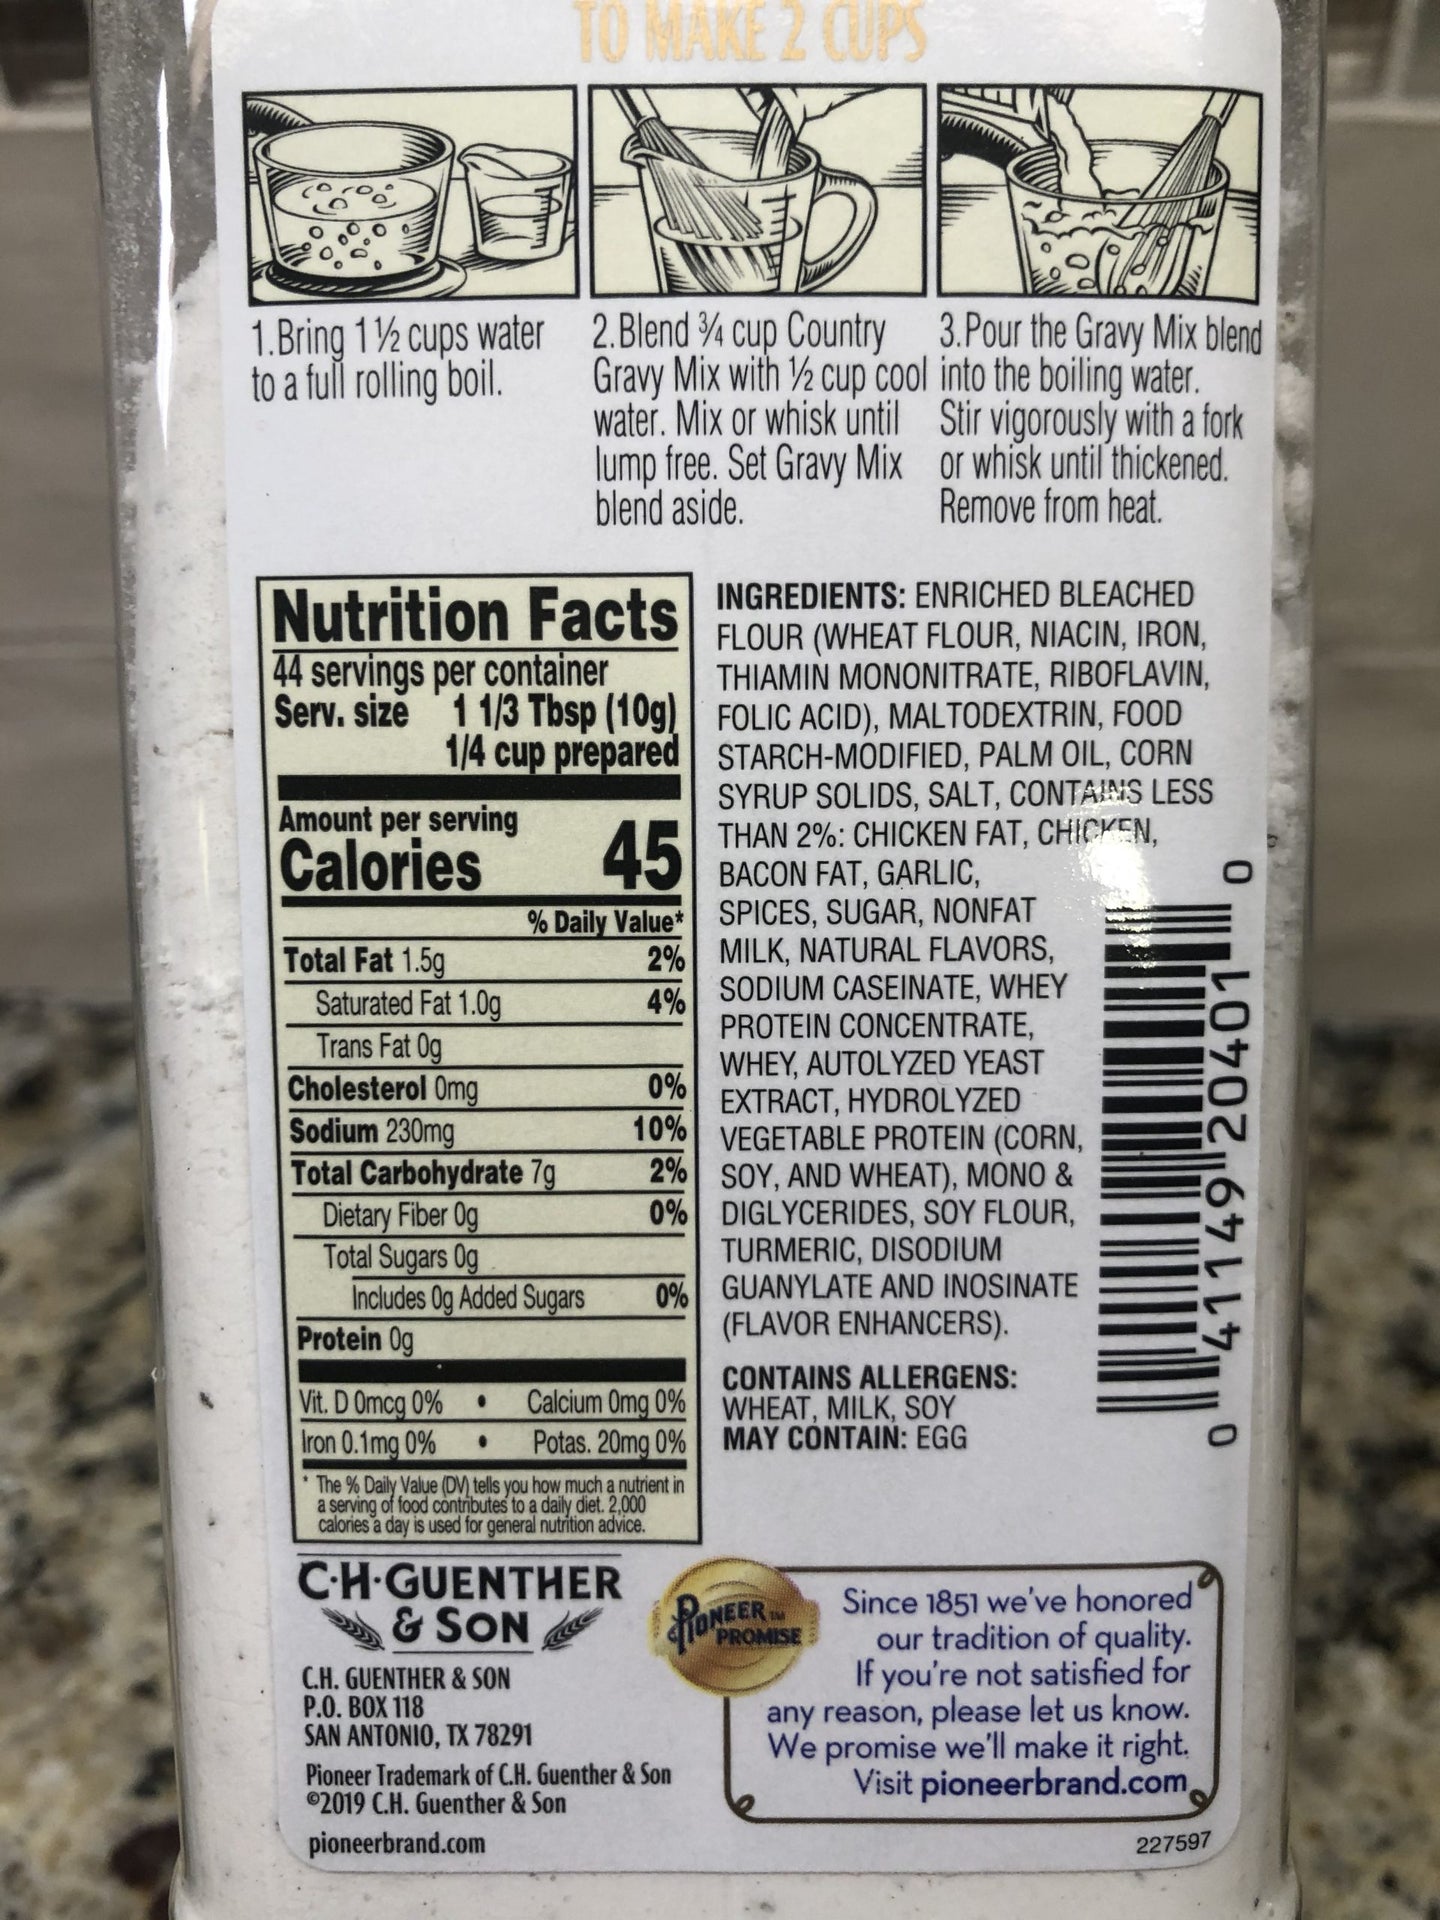 TO MAKE 2 CUPS
1.Bring 1 ½ cups water
to a full rolling boil.
2.Blend ¾ cup Country
Gravy Mix with ½ cup cool
water. Mix or whisk until
lump free. Set Gravy Mix
blend aside.
3.Pour the Gravy Mix blend
into the boiling water.
Stir vigorously with a fork
or whisk until thickened.
Remove from heat.
Nutrition Facts
44 servings per container
Serv. size 1 1/3 Tbsp (10g)
1/4 cup prepared
Amount per serving
Calories 45
% Daily Value*
Total Fat 1.5g 2%
Saturated Fat 1.0g 4%
Trans Fat 0g
Cholesterol 0mg 0%
Sodium 230mg 10%
Total Carbohydrate 7g 2%
Dietary Fiber 0g 0%
Total Sugars 0g
Includes 0g Added Sugars 0%
Protein 0g
Vit. D 0mcg 0% • Calcium 0mg 0%
Iron 0.1mg 0% • Potas. 20mg 0%
* The % Daily Value (DV) tells you how much a nutrient in
a serving of food contributes to a daily diet. 2,000
calories a day is used for general nutrition advice.
INGREDIENTS: ENRICHED BLEACHED
FLOUR (WHEAT FLOUR, NIACIN, IRON,
THIAMIN MONONITRATE, RIBOFLAVIN,
FOLIC ACID), MALTODEXTRIN, FOOD
STARCH-MODIFIED, PALM OIL, CORN
SYRUP SOLIDS, SALT, CONTAINS LESS
THAN 2%: CHICKEN FAT, CHICKEN,
BACON FAT, GARLIC,
SPICES, SUGAR, NONFAT
MILK, NATURAL FLAVORS,
SODIUM CASEINATE, WHEY
PROTEIN CONCENTRATE,
WHEY, AUTOLYZED YEAST
EXTRACT, HYDROLYZED
VEGETABLE PROTEIN (CORN,
SOY, AND WHEAT), MONO &
DIGLYCERIDES, SOY FLOUR,
TURMERIC, DISODIUM
GUANYLATE AND INOSINATE
(FLAVOR ENHANCERS).
CONTAINS ALLERGENS:
WHEAT, MILK, SOY
MAY CONTAIN: EGG
0 41149 20401 0
C·H·GUENTHER
& SON
C.H. GUENTHER & SON
P.O. BOX 118
SAN ANTONIO, TX 78291
Pioneer Trademark of C.H. Guenther & Son
©2019 C.H. Guenther & Son
pioneerbrand.com
PIONEER™
PROMISE
Since 1851 we've honored
our tradition of quality.
If you're not satisfied for
any reason, please let us know.
We promise we'll make it right.
Visit pioneerbrand.com
227597